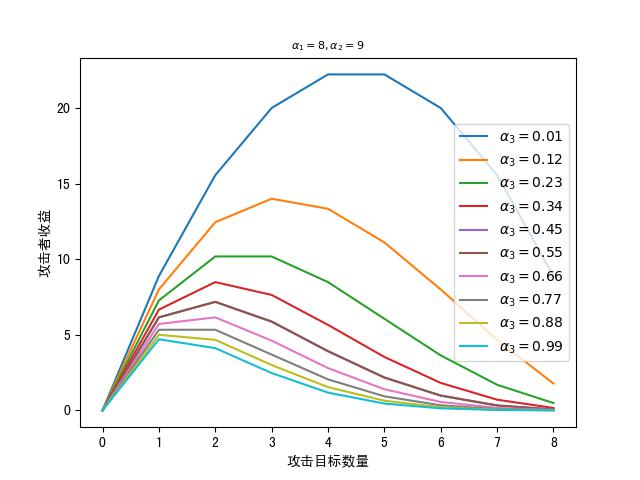 α₁ = 8, α₂ = 9
攻击者收益
20
15
10
5
0
0 1 2 3 4 5 6 7 8
攻击目标数量
α₃ = 0.01
α₃ = 0.12
α₃ = 0.23
α₃ = 0.34
α₃ = 0.45
α₃ = 0.55
α₃ = 0.66
α₃ = 0.77
α₃ = 0.88
α₃ = 0.99